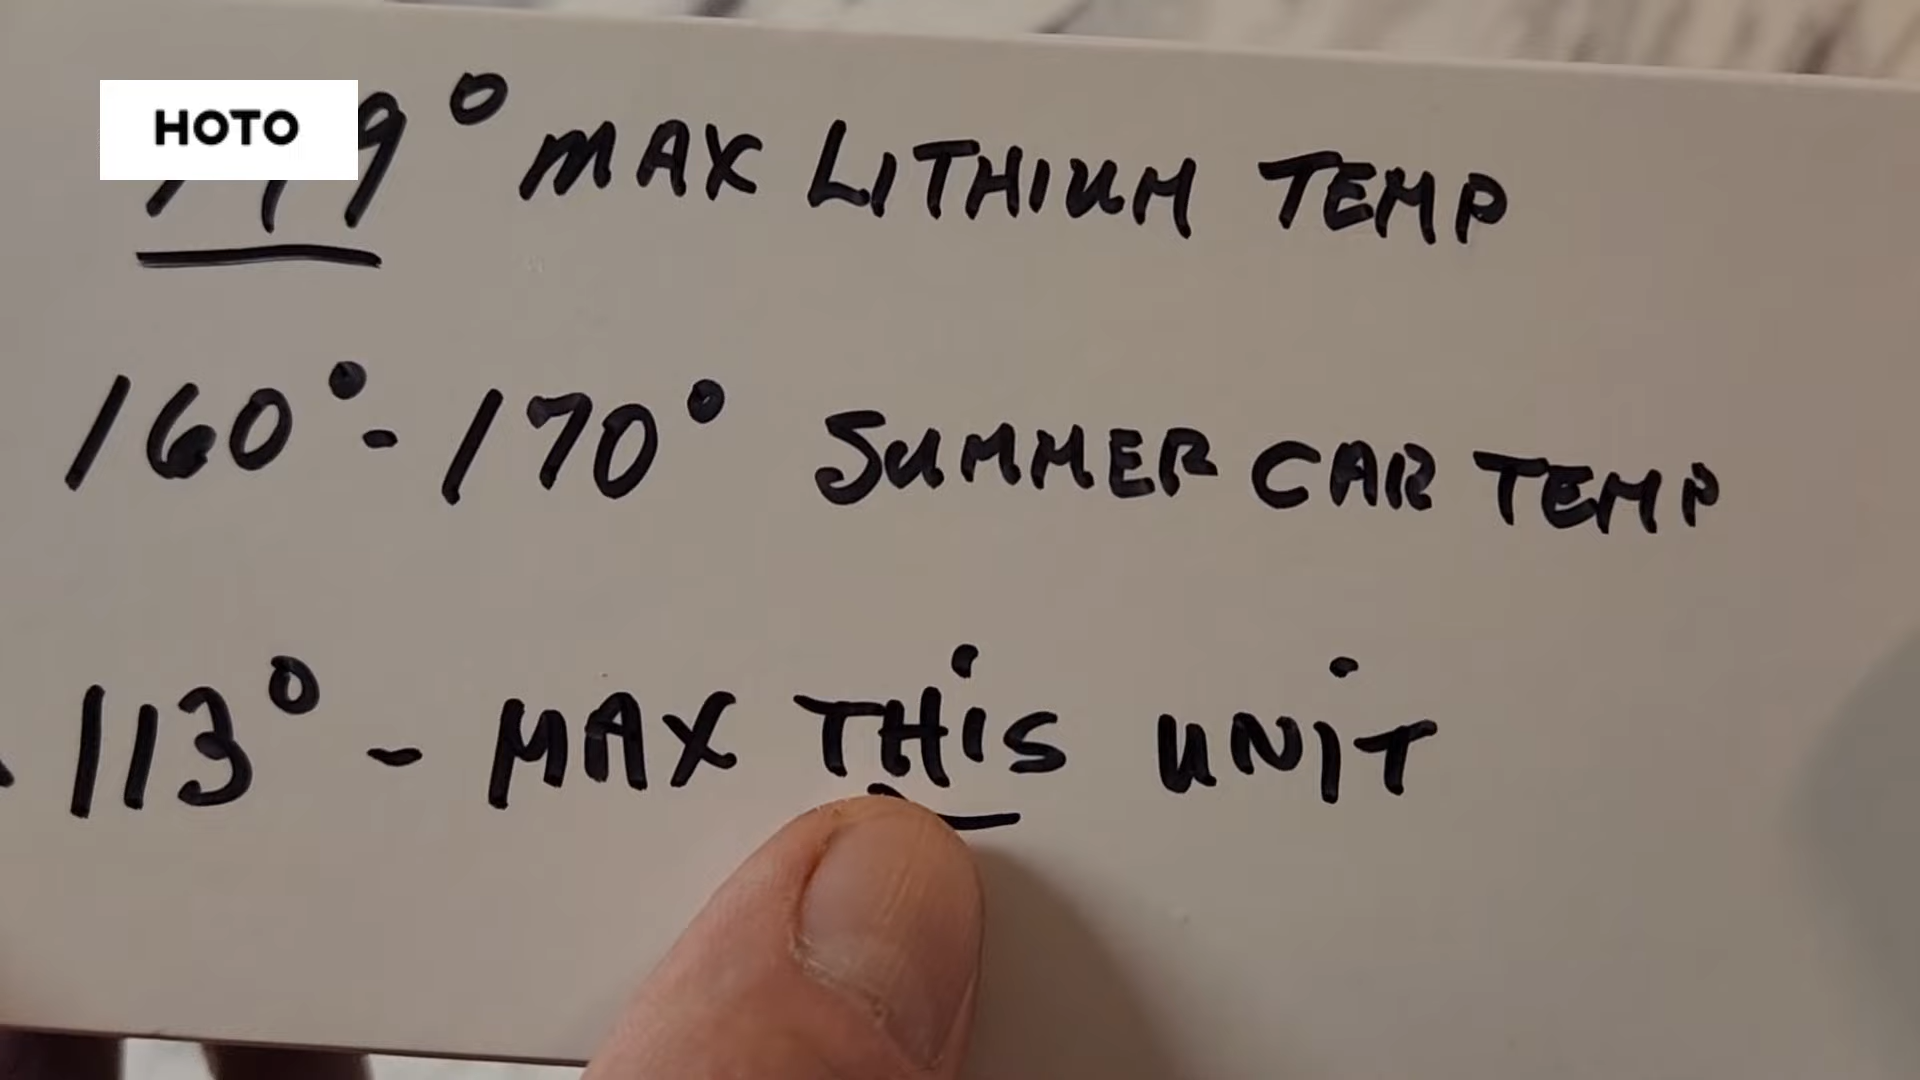 HOTO
° MAX LITHIUM TEMP
160°-170° SUMMER CAR TEMP
113° - MAX THiS UNiT